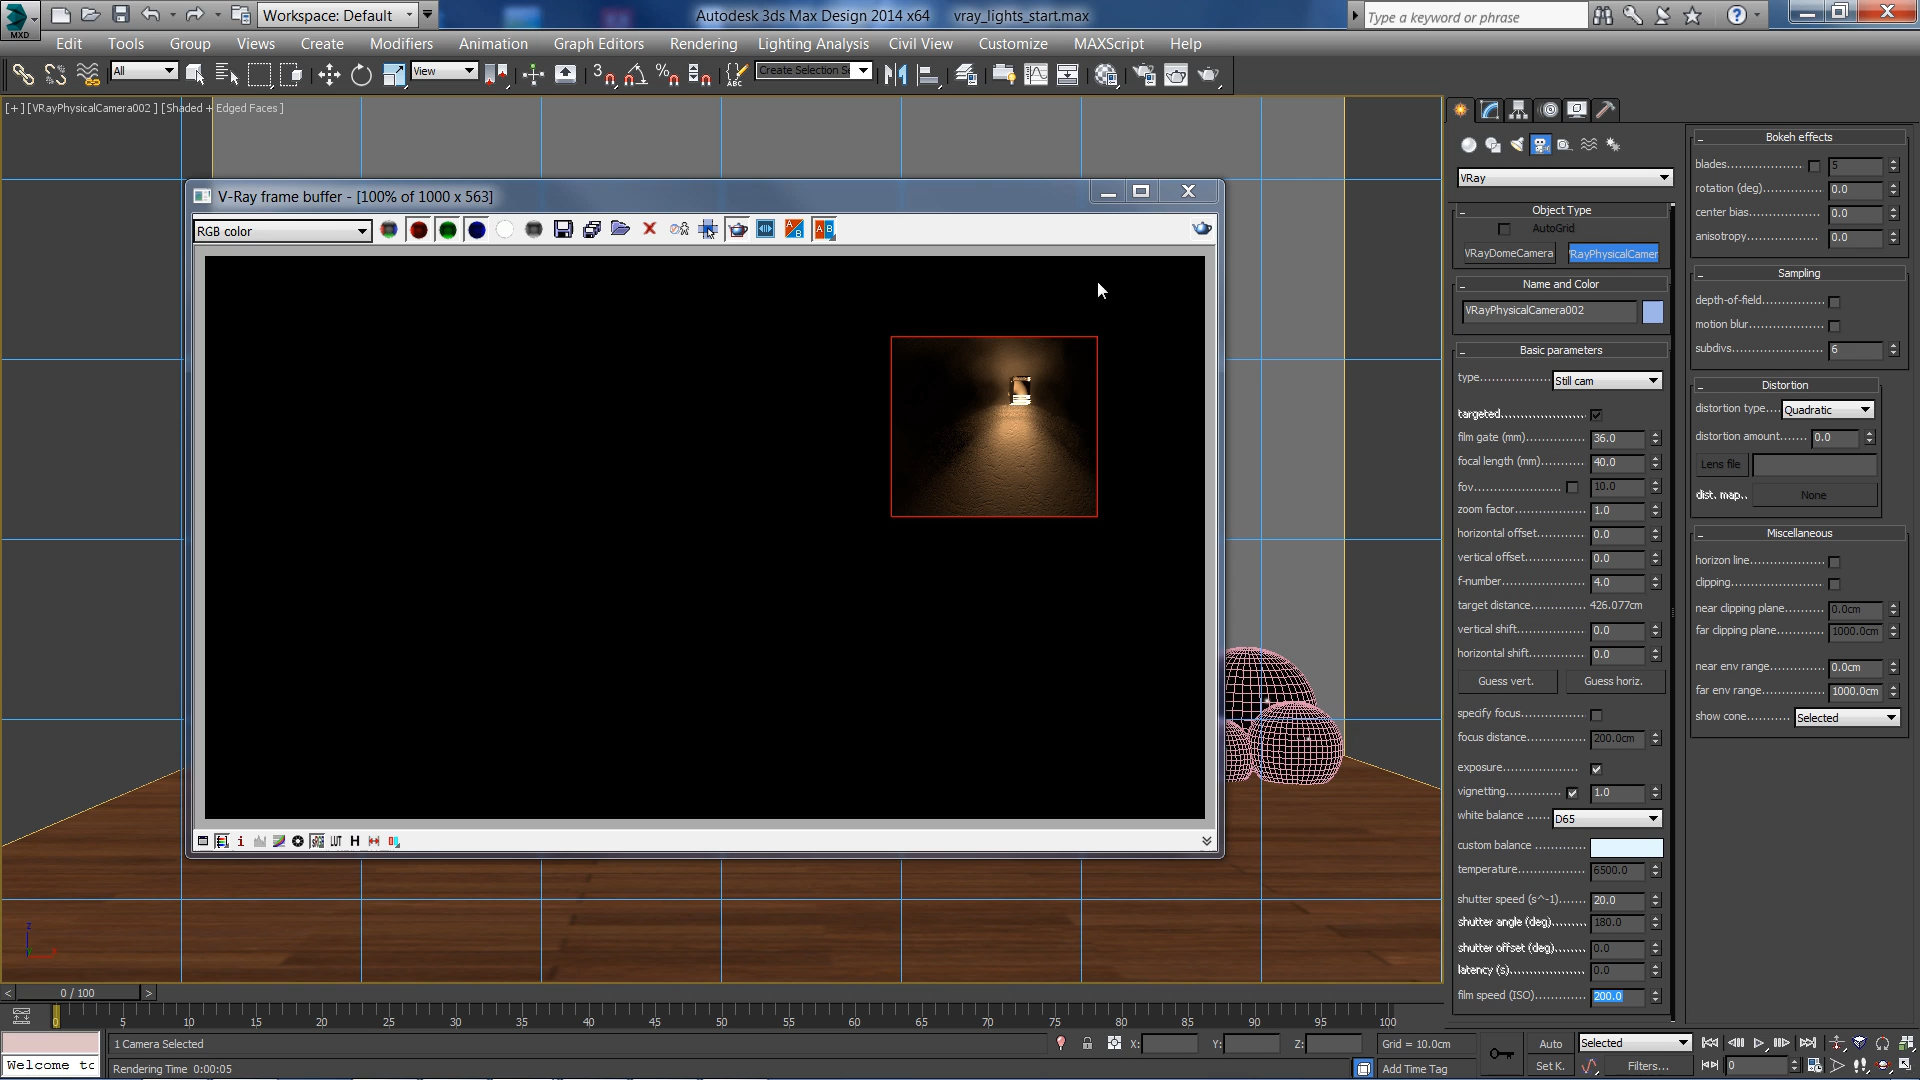 Workspace: Default
Autodesk 3ds Max Design 2014 x64 vray_lights_start.max
Type a keyword or phrase
MXD
Edit Tools Group Views Create Modifiers Animation Graph Editors Rendering Lighting Analysis Civil View Customize MAXScript Help
All
View
Create Selection S
[+] [VRayPhysicalCamera002 ] [Shaded + Edged Faces ]
V-Ray frame buffer - [100% of 1000 x 563]
RGB color
VRay
Object Type
AutoGrid
VRayDomeCamera
RayPhysicalCamer
Name and Color
VRayPhysicalCamera002
Basic parameters
type................. Still cam
targeted.....................
film gate (mm).............. 36.0
focal length (mm)........... 40.0
fov......................... 10.0
zoom factor................. 1.0
horizontal offset............ 0.0
vertical offset.............. 0.0
f-number.................... 4.0
target distance............. 426.077cm
vertical shift................ 0.0
horizontal shift............. 0.0
Guess vert.
Guess horiz.
specify focus................
focus distance.............. 200.0cm
exposure....................
vignetting.............. 1.0
white balance ...... D65
custom balance ............
temperature................. 6500.0
shutter speed (s^-1)....... 20.0
shutter angle (deg)......... 180.0
shutter offset (deg)........ 0.0
latency (s).................. 0.0
film speed (ISO)............. 200.0
Bokeh effects
blades.................... 5
rotation (deg)............. 0.0
center bias................ 0.0
anisotropy................. 0.0
Sampling
depth-of-field..............
motion blur................
subdivs.................... 6
Distortion
distortion type.... Quadratic
distortion amount...... 0.0
Lens file
dist. map.. None
Miscellaneous
horizon line................
clipping....................
near clipping plane........ 0.0cm
far clipping plane.......... 1000.0cm
near env range............ 0.0cm
far env range.............. 1000.0cm
show cone.......... Selected
LUT H
0 / 100
0 5 10 15 20 25 30 35 40 45 50 55 60 65 70 75 80 85 90 95 100
1 Camera Selected
X: Y: Z: Grid = 10.0cm
Auto Selected
Welcome to
Rendering Time 0:00:05
Add Time Tag
Set K. Filters... 0